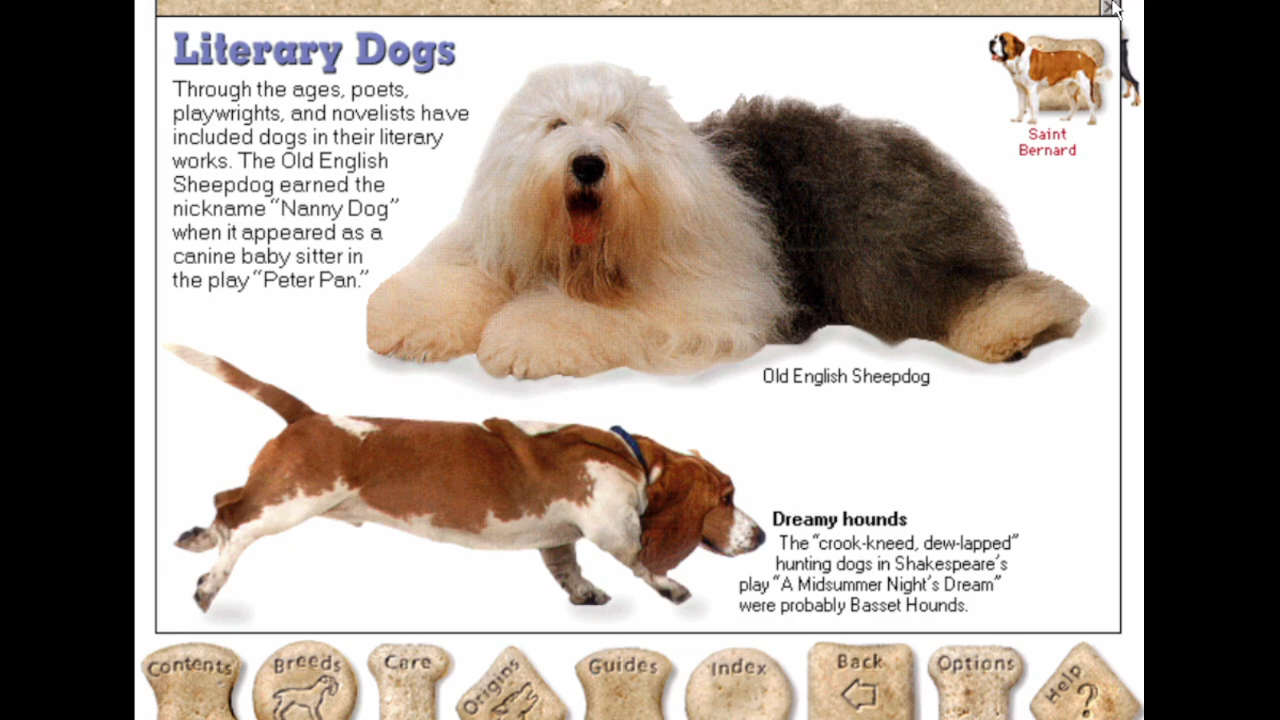 Literary Dogs
Through the ages, poets,
playwrights, and novelists have
included dogs in their literary
works. The Old English
Sheepdog earned the
nickname “Nanny Dog”
when it appeared as a
canine baby sitter in
the play “Peter Pan.”
Saint
Bernard
Old English Sheepdog
Dreamy hounds
The “crook-kneed, dew-lapped”
hunting dogs in Shakespeare’s
play “A Midsummer Night’s Dream”
were probably Basset Hounds.
Contents
Breeds
Care
Origins
Guides
Index
Back
Options
Help
?